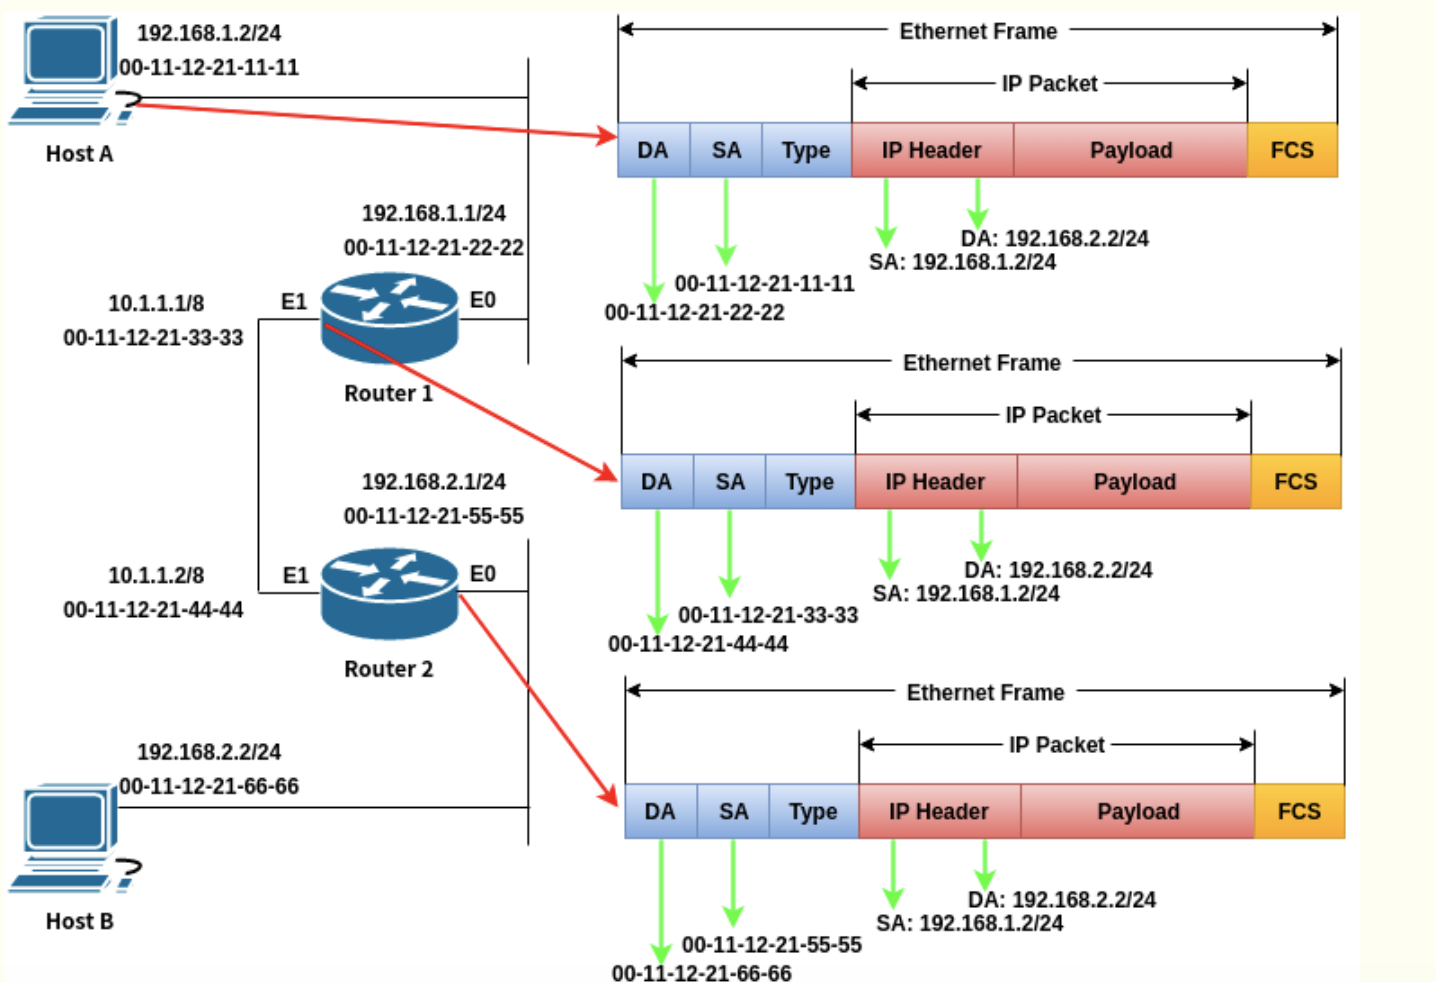 192.168.1.2/24
00-11-12-21-11-11
Host A
192.168.1.1/24
00-11-12-21-22-22
10.1.1.1/8
00-11-12-21-33-33
E1
E0
Router 1
192.168.2.1/24
00-11-12-21-55-55
10.1.1.2/8
00-11-12-21-44-44
E1
E0
Router 2
192.168.2.2/24
00-11-12-21-66-66
Host B
Ethernet Frame
IP Packet
DA SA Type IP Header Payload FCS
DA: 192.168.2.2/24
SA: 192.168.1.2/24
00-11-12-21-11-11
00-11-12-21-22-22
Ethernet Frame
IP Packet
DA SA Type IP Header Payload FCS
DA: 192.168.2.2/24
SA: 192.168.1.2/24
00-11-12-21-33-33
00-11-12-21-44-44
Ethernet Frame
IP Packet
DA SA Type IP Header Payload FCS
DA: 192.168.2.2/24
SA: 192.168.1.2/24
00-11-12-21-55-55
00-11-12-21-66-66